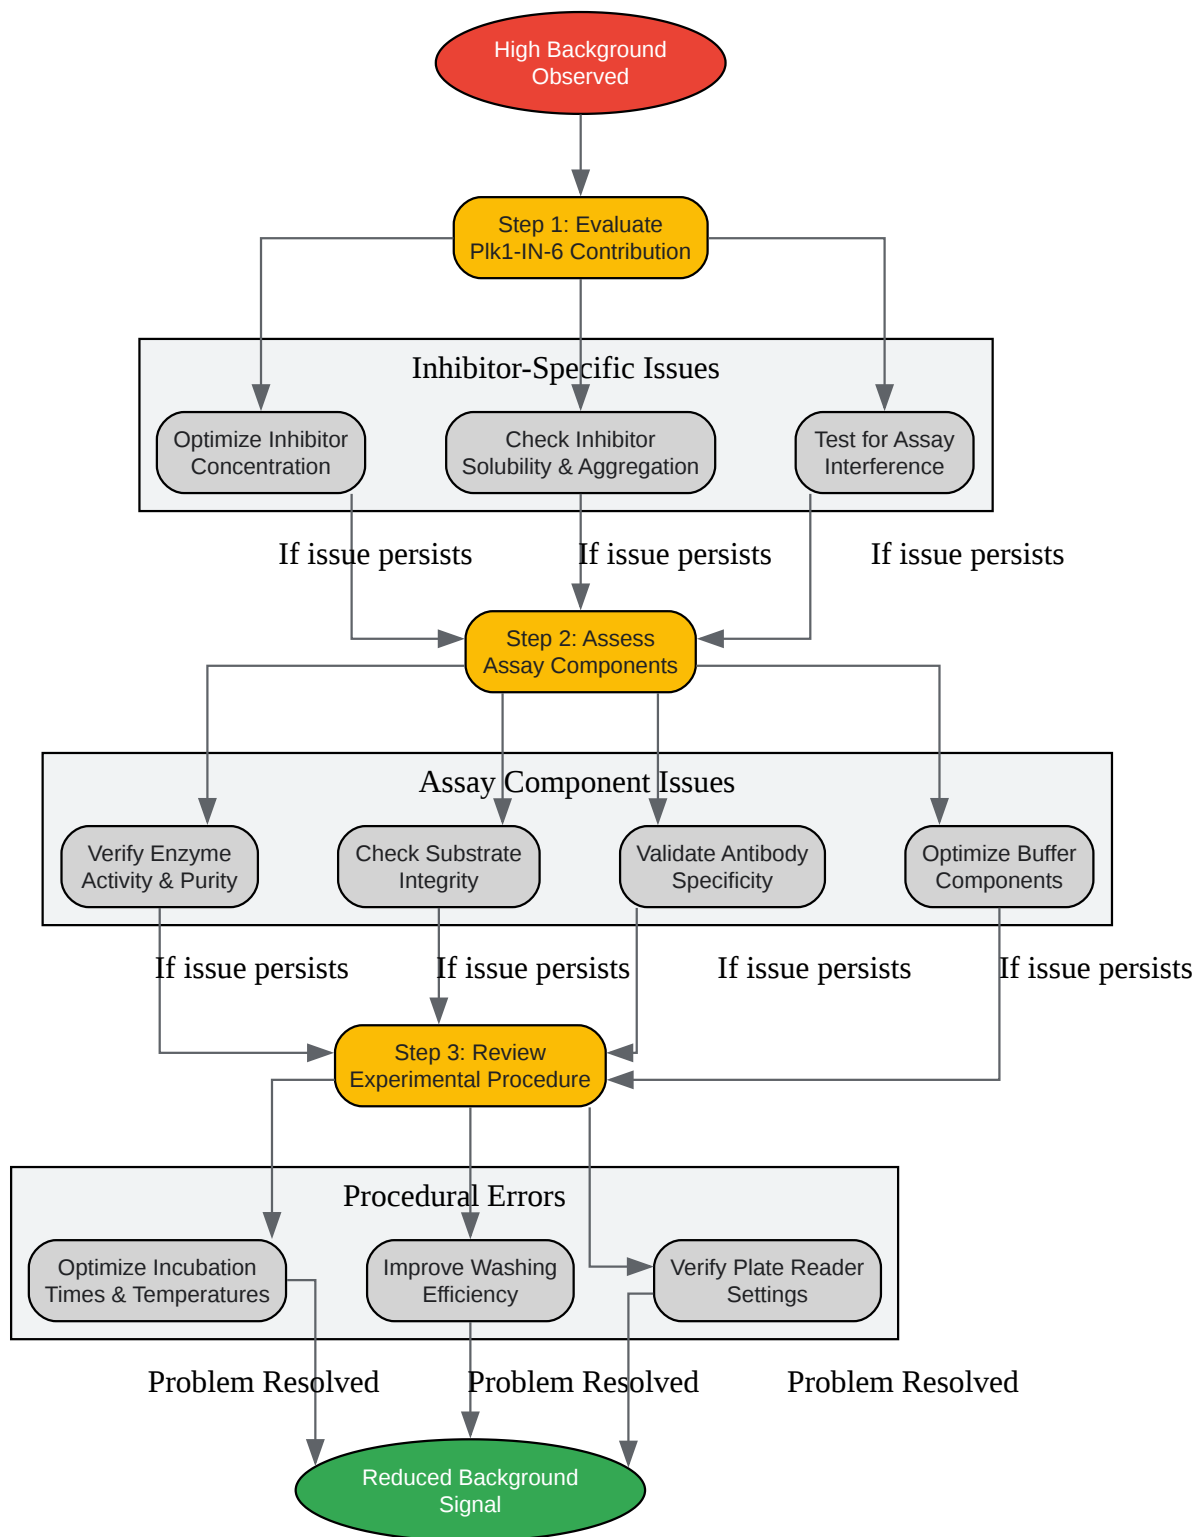 High Background
Observed
Step 1: Evaluate
Plk1-IN-6 Contribution
Inhibitor-Specific Issues
Optimize Inhibitor
Concentration
Check Inhibitor
Solubility & Aggregation
Test for Assay
Interference
If issue persists
If issue persists
If issue persists
Step 2: Assess
Assay Components
Assay Component Issues
Verify Enzyme
Activity & Purity
Check Substrate
Integrity
Validate Antibody
Specificity
Optimize Buffer
Components
If issue persists
If issue persists
If issue persists
If issue persists
Step 3: Review
Experimental Procedure
Procedural Errors
Optimize Incubation
Times & Temperatures
Improve Washing
Efficiency
Verify Plate Reader
Settings
Problem Resolved
Problem Resolved
Problem Resolved
Reduced Background
Signal